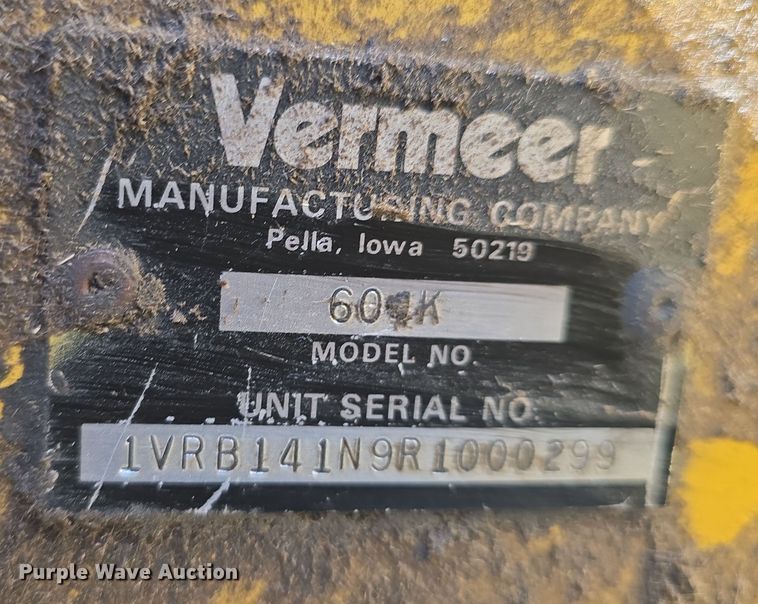 Vermeer
MANUFACTURING COMPANY
Pella, Iowa 50219
MODEL NO.
UNIT SERIAL NO.
1VRB141N9R1000299
Purple Wave Auction